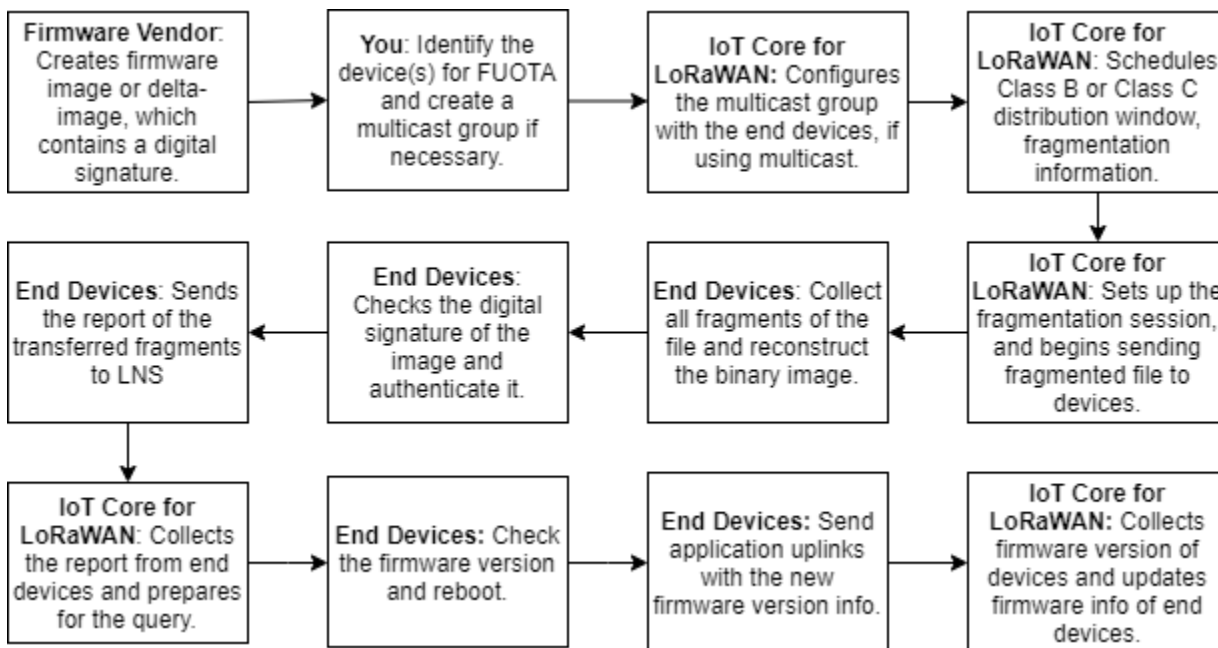 Firmware Vendor:
Creates firmware
image or delta-
image, which
contains a digital
signature.
You: Identify the
device(s) for FUOTA
and create a
multicast group if
necessary.
IoT Core for
LoRaWAN: Configures
the multicast group
with the end devices, if
using multicast.
IoT Core for
LoRaWAN: Schedules
Class B or Class C
distribution window,
fragmentation
information.
IoT Core for
LoRaWAN: Sets up the
fragmentation session,
and begins sending
fragmented file to
devices.
End Devices: Collect
all fragments of the
file and reconstruct
the binary image.
End Devices:
Checks the digital
signature of the
image and
authenticate it.
End Devices: Sends
the report of the
transferred fragments
to LNS
IoT Core for
LoRaWAN: Collects
the report from end
devices and prepares
for the query.
End Devices: Check
the firmware version
and reboot.
End Devices: Send
application uplinks
with the new
firmware version info.
IoT Core for
LoRaWAN: Collects
firmware version of
devices and updates
firmware info of end
devices.